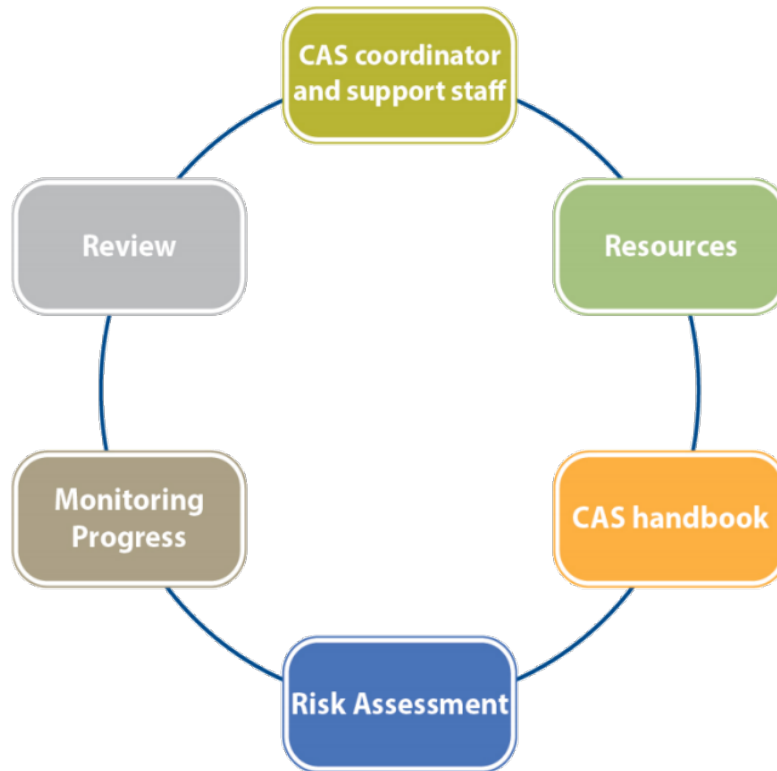 CAS coordinator
and support staff
Review
Resources
Monitoring
Progress
CAS handbook
Risk Assessment